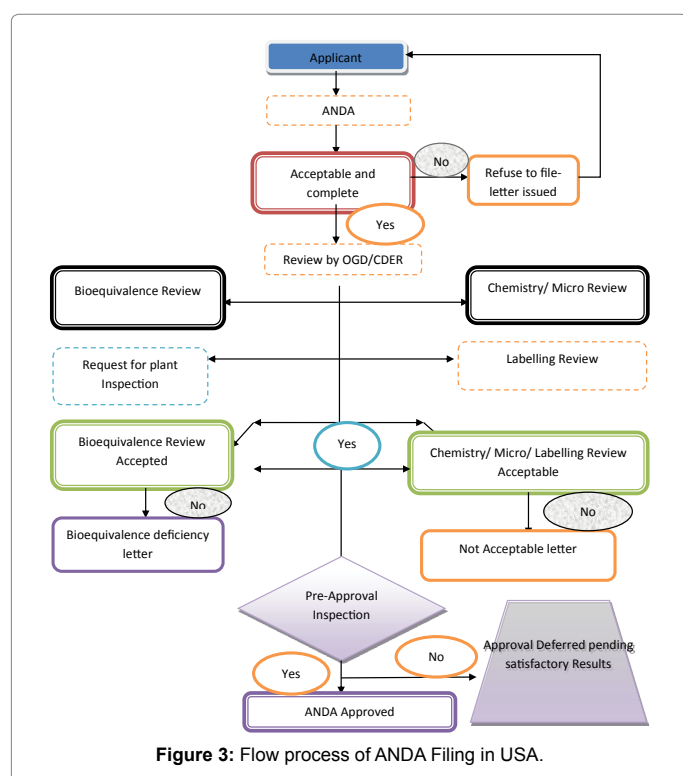 Applicant
ANDA
Acceptable and
complete
No
Refuse to file-
letter issued
Yes
Review by OGD/CDER
Bioequivalence Review
Chemistry/ Micro Review
Request for plant
Inspection
Labelling Review
Bioequivalence Review
Accepted
Yes
Chemistry/ Micro/ Labelling Review
Acceptable
No
Bioequivalence deficiency
letter
No
Not Acceptable letter
Pre-Approval
Inspection
Approval Deferred pending
satisfactory Results
Yes
No
ANDA Approved
Figure 3: Flow process of ANDA Filing in USA.